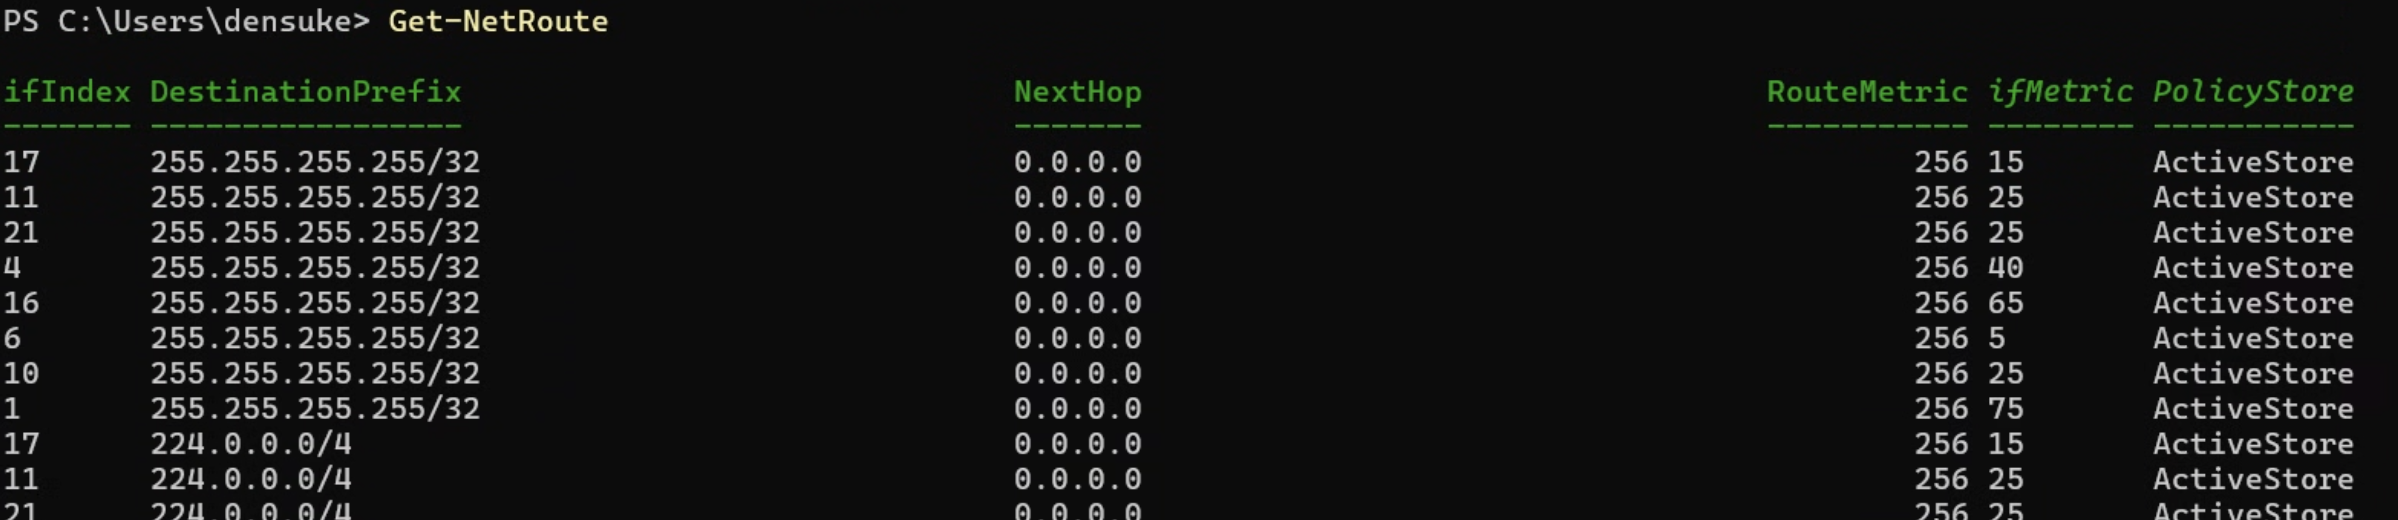 PS C:\Users\densuke> Get-NetRoute
ifIndex DestinationPrefix NextHop RouteMetric ifMetric PolicyStore
------- ----------------- ------- ----------- -------- -----------
17 255.255.255.255/32 0.0.0.0 256 15 ActiveStore
11 255.255.255.255/32 0.0.0.0 256 25 ActiveStore
21 255.255.255.255/32 0.0.0.0 256 25 ActiveStore
4 255.255.255.255/32 0.0.0.0 256 40 ActiveStore
16 255.255.255.255/32 0.0.0.0 256 65 ActiveStore
6 255.255.255.255/32 0.0.0.0 256 5 ActiveStore
10 255.255.255.255/32 0.0.0.0 256 25 ActiveStore
1 255.255.255.255/32 0.0.0.0 256 75 ActiveStore
17 224.0.0.0/4 0.0.0.0 256 15 ActiveStore
11 224.0.0.0/4 0.0.0.0 256 25 ActiveStore
21 224.0.0.0/4 0.0.0.0 256 25 ActiveStore